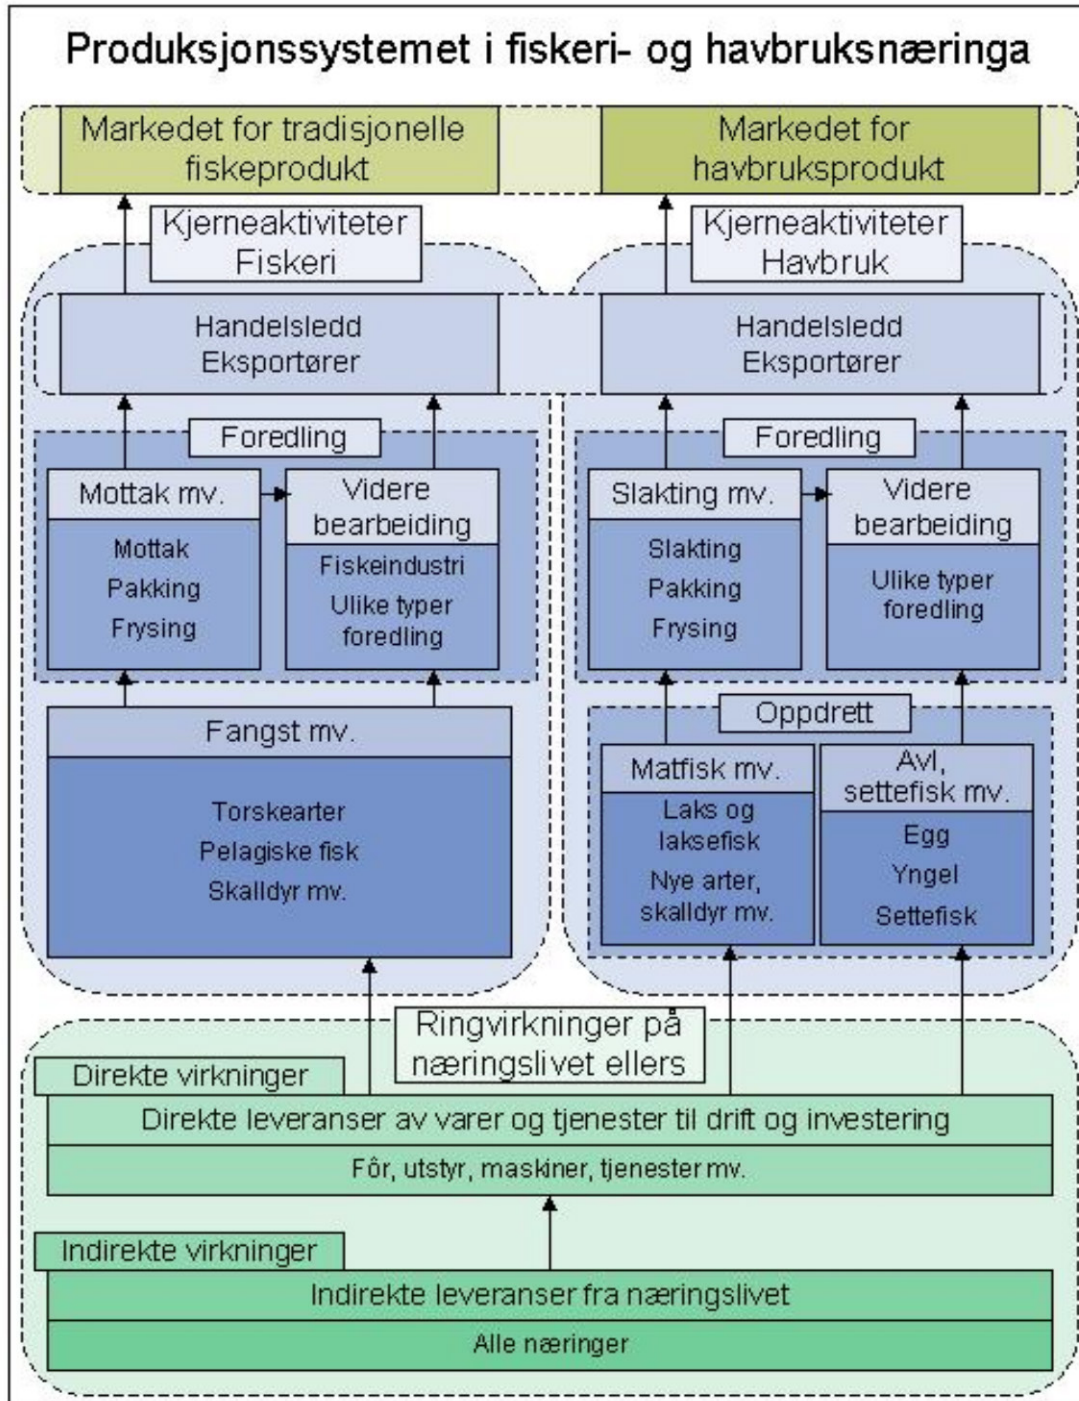 Produksjonssystemet i fiskeri- og havbruksnæringa
Markedet for tradisjonelle
fiskeprodukt
Markedet for
havbruksprodukt
Kjerneaktiviteter
Fiskeri
Kjerneaktiviteter
Havbruk
Handelsledd
Eksportører
Handelsledd
Eksportører
Foredling
Mottak mv.
Mottak
Pakking
Frysing
Videre
bearbeiding
Fiskeindustri
Ulike typer
foredling
Foredling
Slakting mv.
Slakting
Pakking
Frysing
Videre
bearbeiding
Ulike typer
foredling
Fangst mv.
Torskearter
Pelagiske fisk
Skalldyr mv.
Oppdrett
Matfisk mv.
Laks og
laksefisk
Nye arter,
skalldyr mv.
Avl,
settefisk mv.
Egg
Yngel
Settefisk
Ringvirkninger på
næringslivet ellers
Direkte virkninger
Direkte leveranser av varer og tjenester til drift og investering
Fôr, utstyr, maskiner, tjenester mv.
Indirekte virkninger
Indirekte leveranser fra næringslivet
Alle næringer